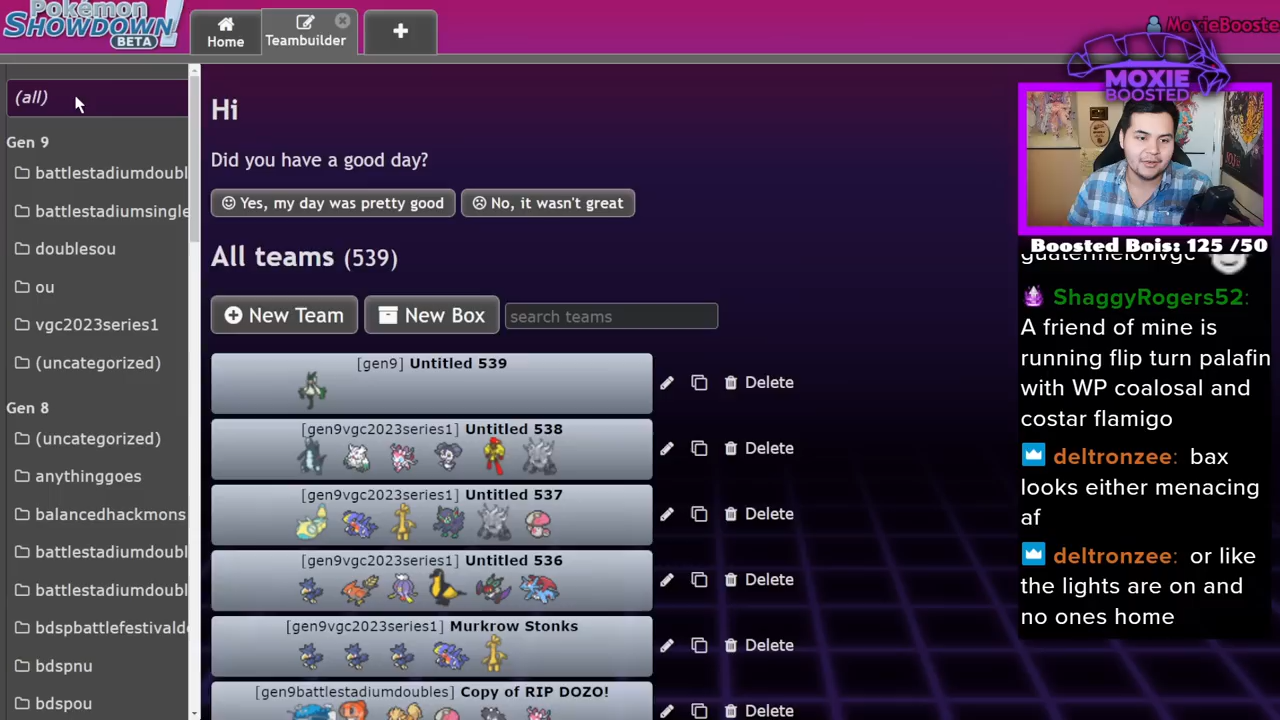 Pokémon
SHOWDOWN!
BETA
Home
Teambuilder
MoxieBooste
(all)
Gen 9
battlestadiumdoubl
battlestadiumsingle
doublesou
ou
vgc2023series1
(uncategorized)
Gen 8
(uncategorized)
anythinggoes
balancedhackmons
battlestadiumdoubl
battlestadiumdoubl
bdspbattlefestivaldo
bdspnu
bdspou
Hi
Did you have a good day?
Yes, my day was pretty good
No, it wasn't great
All teams (539)
New Team
New Box
search teams
[gen9] Untitled 539
Delete
[gen9vgc2023series1] Untitled 538
Delete
[gen9vgc2023series1] Untitled 537
Delete
[gen9vgc2023series1] Untitled 536
Delete
[gen9vgc2023series1] Murkrow Stonks
Delete
[gen9battlestadiumdoubles] Copy of RIP DOZO!
Delete
MOXIE
BOOSTED
Boosted Bois: 125 /50
guatermelonvgc
ShaggyRogers52:
A friend of mine is
running flip turn palafin
with WP coalosal and
costar flamigo
deltronzee: bax
looks either menacing
af
deltronzee: or like
the lights are on and
no ones home